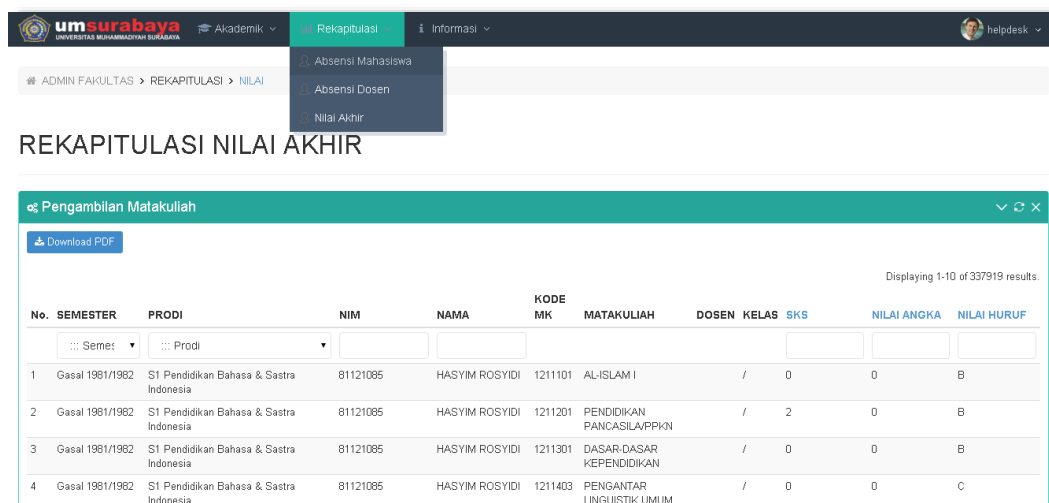 umsurabaya
UNIVERSITAS MUHAMMADIYAH SURABAYA
Akademik
Rekapitulasi
Informasi
helpdesk
Absensi Mahasiswa
Absensi Dosen
Nilai Akhir
ADMIN FAKULTAS > REKAPITULASI > NILAI
REKAPITULASI NILAI AKHIR
Pengambilan Matakuliah
Download PDF
Displaying 1-10 of 337919 results.
No. SEMESTER PRODI NIM NAMA KODE MK MATAKULIAH DOSEN KELAS SKS NILAI ANGKA NILAI HURUF
::: Semes ::: Prodi
1 Gasal 1981/1982 S1 Pendidikan Bahasa & Sastra Indonesia 81121085 HASYIM ROSYIDI 1211101 AL-ISLAM I / 0 0 B
2 Gasal 1981/1982 S1 Pendidikan Bahasa & Sastra Indonesia 81121085 HASYIM ROSYIDI 1211201 PENDIDIKAN PANCASILA/PPKN / 2 0 B
3 Gasal 1981/1982 S1 Pendidikan Bahasa & Sastra Indonesia 81121085 HASYIM ROSYIDI 1211301 DASAR-DASAR KEPENDIDIKAN / 0 0 B
4 Gasal 1981/1982 S1 Pendidikan Bahasa & Sastra Indonesia 81121085 HASYIM ROSYIDI 1211403 PENGANTAR LINGUISTIK UMUM / 0 0 C